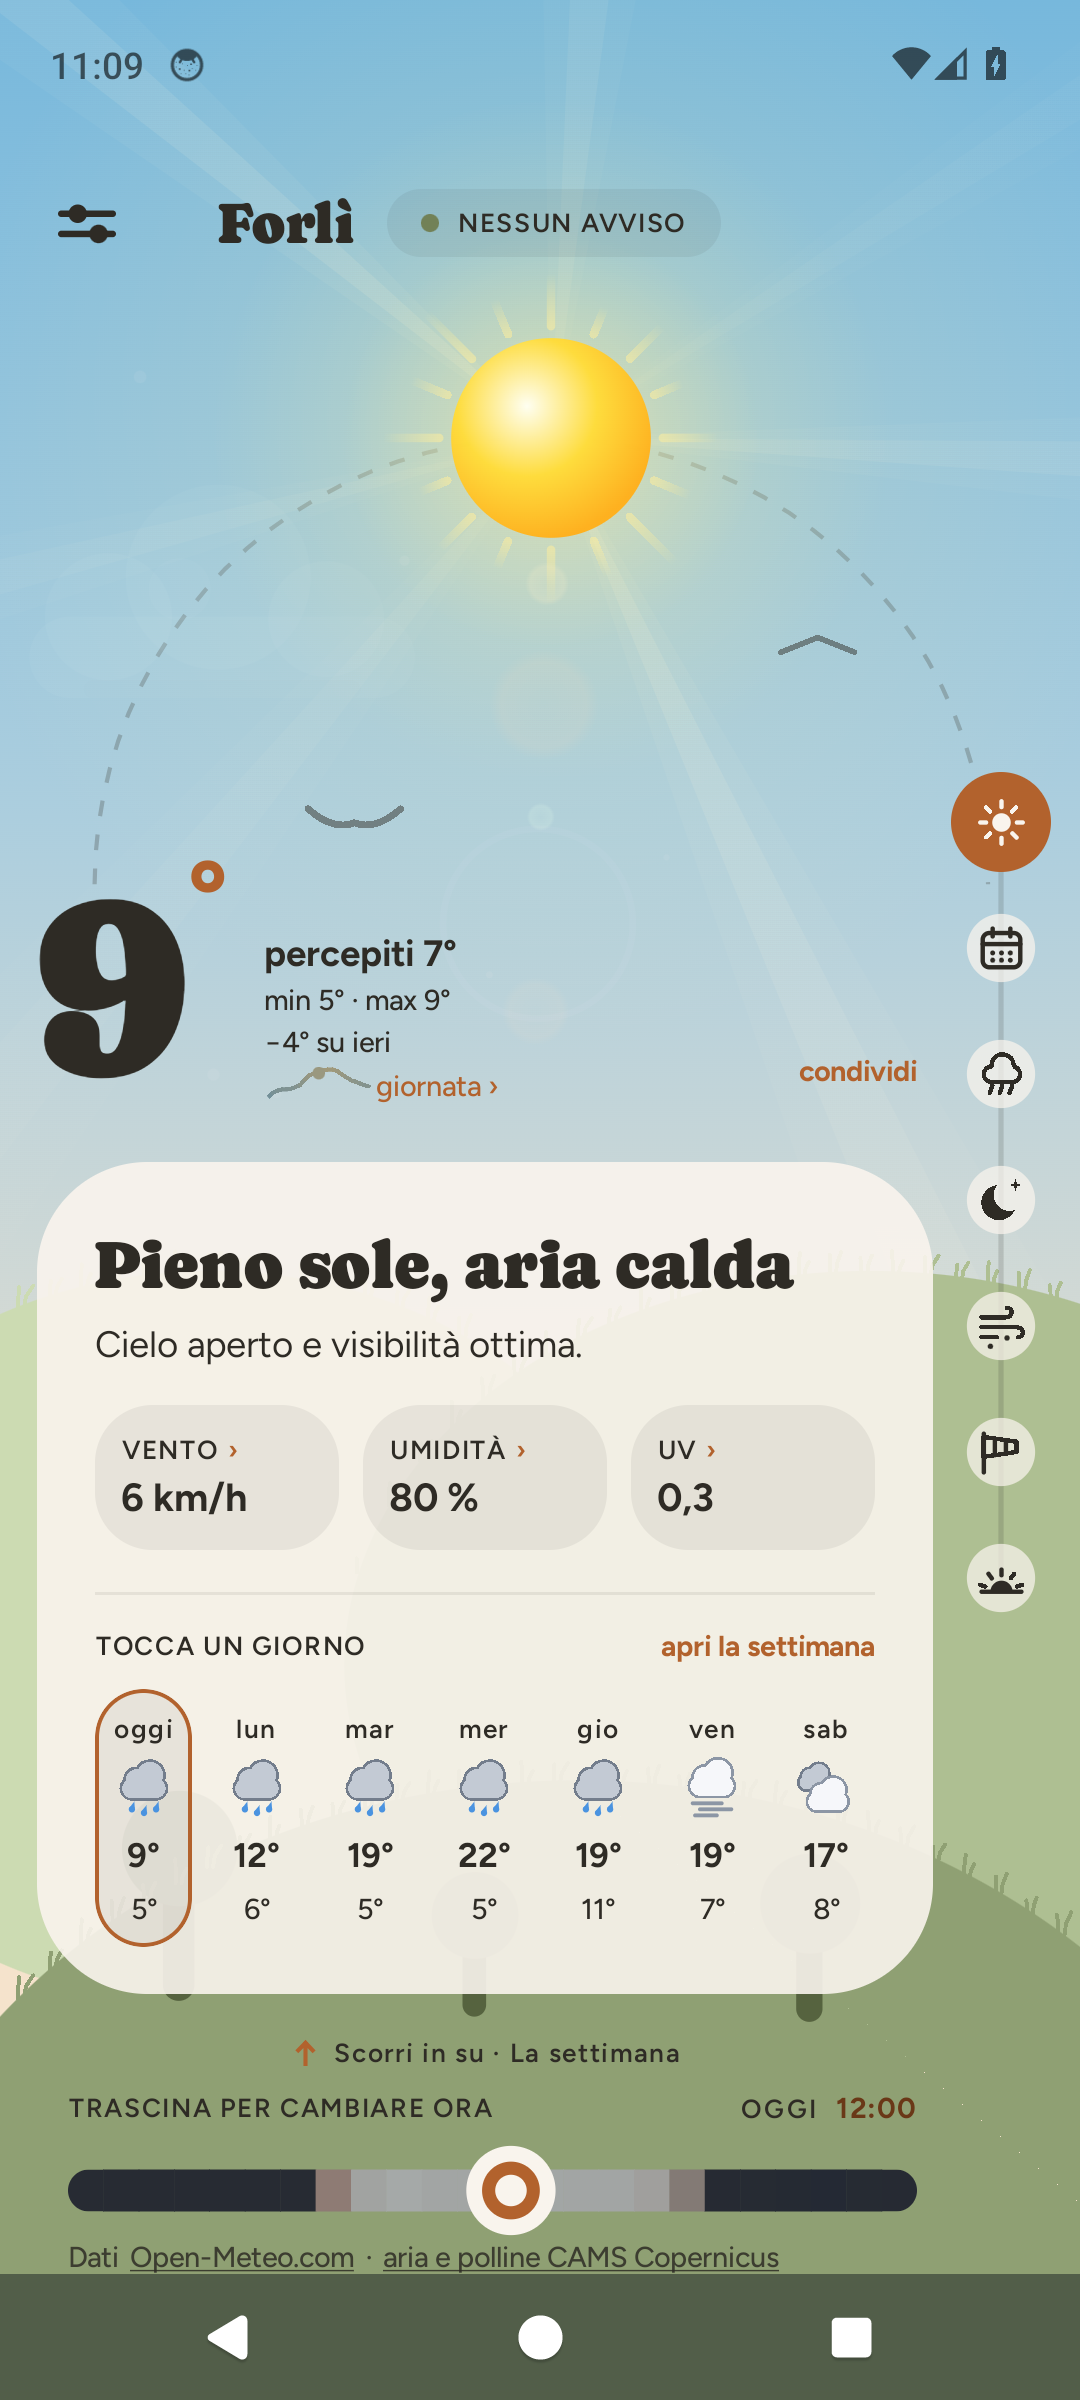 11:09
Forlì
NESSUN AVVISO
9°
percepiti 7°
min 5° · max 9°
−4° su ieri
giornata ›
condividi
Pieno sole, aria calda
Cielo aperto e visibilità ottima.
VENTO › UMIDITÀ › UV ›
6 km/h 80 % 0,3
TOCCA UN GIORNO apri la settimana
oggi lun mar mer gio ven sab
9° 12° 19° 22° 19° 19° 17°
5° 6° 5° 5° 11° 7° 8°
↑ Scorri in su · La settimana
TRASCINA PER CAMBIARE ORA OGGI 12:00
Dati Open-Meteo.com · aria e polline CAMS Copernicus